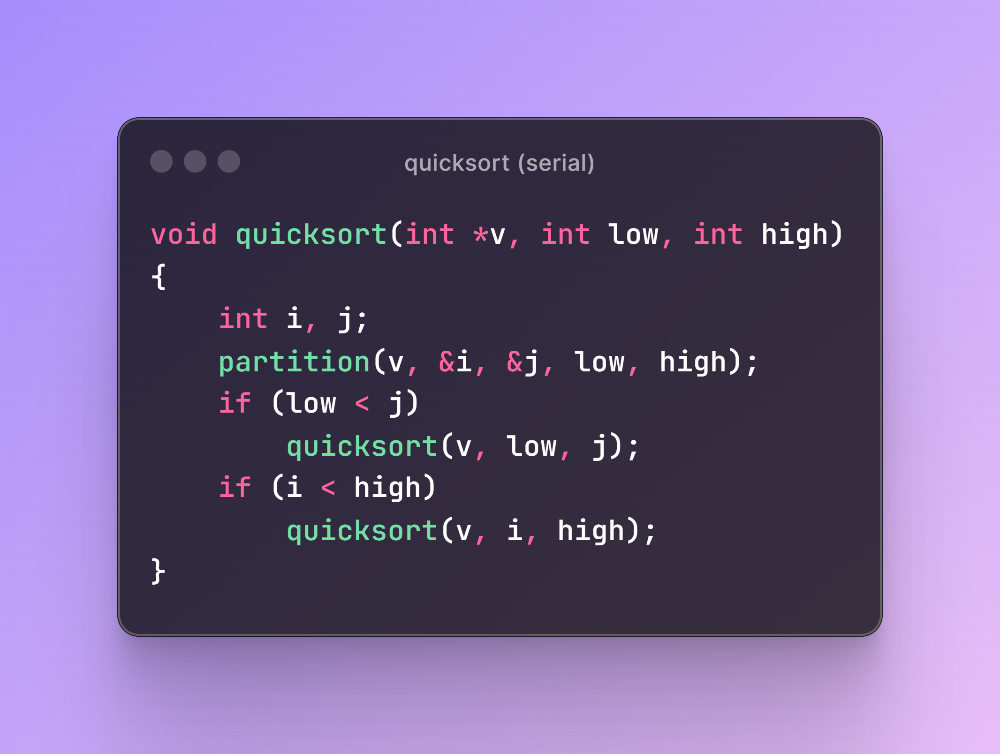 quicksort (serial)
void quicksort(int *v, int low, int high)
{
    int i, j;
    partition(v, &i, &j, low, high);
    if (low < j)
        quicksort(v, low, j);
    if (i < high)
        quicksort(v, i, high);
}